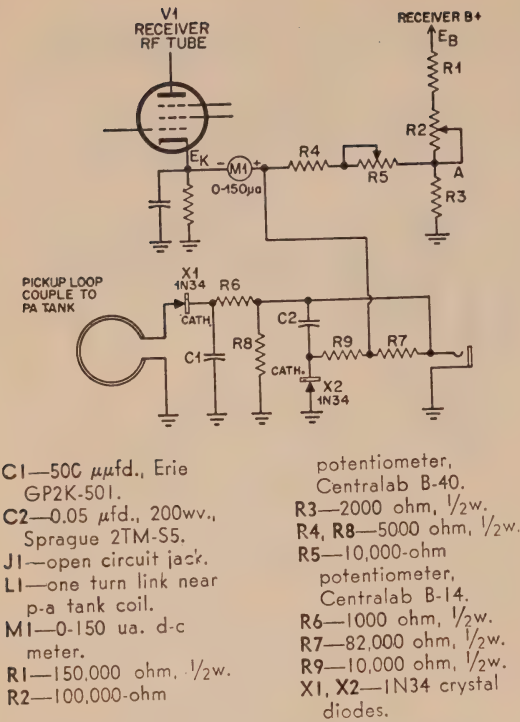 V1
RECEIVER
RF TUBE
RECEIVER B+
EB
R1
R2
A
R3
EK
-
M1
+
0-150μa
R4
R5
PICKUP LOOP
COUPLE TO
PA TANK
X1
1N34
CATH.
R6
C1
R8
C2
CATH.
X2
1N34
R9
R7
C1—500 μμfd., Erie
GP2K-501.
C2—0.05 μfd., 200wv.,
Sprague 2TM-S5.
J1—open circuit jack.
L1—one turn link near
p-a tank coil.
M1—0-150 ua. d-c
meter.
R1—150,000 ohm, 1/2w.
R2—100,000-ohm
potentiometer,
Centralab B-40.
R3—2000 ohm, 1/2w.
R4, R8—5000 ohm, 1/2w.
R5—10,000-ohm
potentiometer,
Centralab B-14.
R6—1000 ohm, 1/2w.
R7—82,000 ohm, 1/2w.
R9—10,000 ohm, 1/2w.
X1, X2—1N34 crystal
diodes.